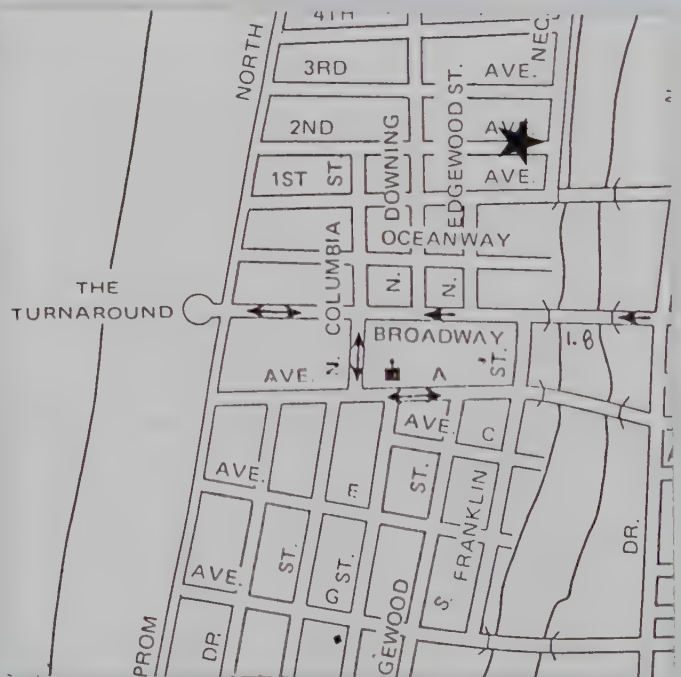 4TH
NORTH
3RD AVE.
NEC
2ND AVE
DOWNING
EDGEWOOD ST.
1ST ST. AVE.
OCEANWAY
N. COLUMBIA
N.
N.
THE
TURNAROUND
BROADWAY
ST.
1.8
AVE. A
AVE. C
AVE. F
ST.
S. FRANKLIN
DR.
AVE. G
ST.
ST.
PROM
DR.
GEWOOD